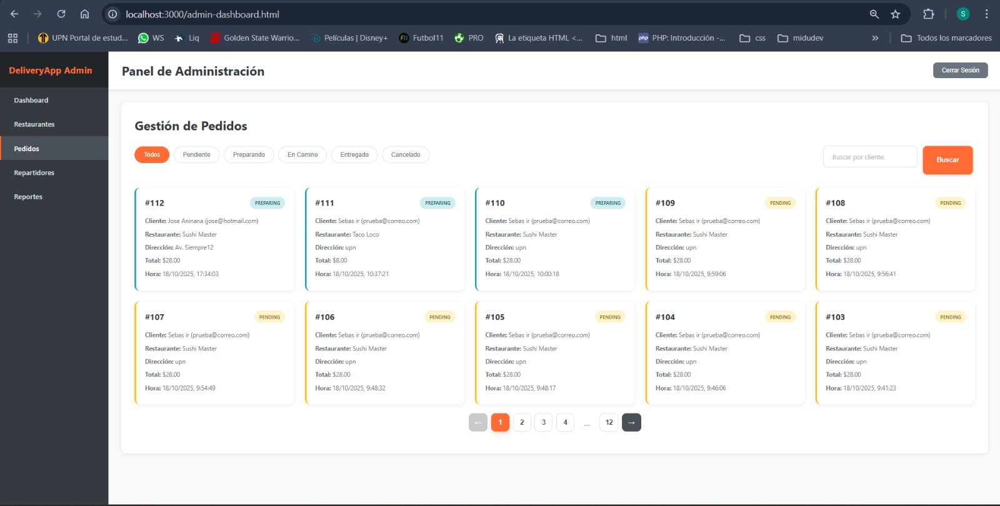 localhost:3000/admin-dashboard.html
S
UPN Portal de estud...
WS
Liq
Golden State Warrio...
Películas | Disney+
F11
Futbol11
PRO
La etiqueta HTML <...
html
php
PHP: Introducción -...
css
midudev
»
Todos los marcadores
DeliveryApp Admin
Panel de Administración
Cerrar Sesión
Dashboard
Restaurantes
Pedidos
Repartidores
Reportes
Gestión de Pedidos
Todos
Pendiente
Preparando
En Camino
Entregado
Cancelado
Buscar por cliente,
Buscar
#112
PREPARING
Cliente: Jose Aninana (jose@hotmail.com)
Restaurante: Sushi Master
Dirección: Av. Siempre12
Total: $28.00
Hora: 18/10/2025, 17:34:03
#111
PREPARING
Cliente: Sebas ir (prueba@correo.com)
Restaurante: Taco Loco
Dirección: upn
Total: $8.00
Hora: 18/10/2025, 10:37:21
#110
PREPARING
Cliente: Sebas ir (prueba@correo.com)
Restaurante: Sushi Master
Dirección: upn
Total: $28.00
Hora: 18/10/2025, 10:00:18
#109
PENDING
Cliente: Sebas ir (prueba@correo.com)
Restaurante: Sushi Master
Dirección: upn
Total: $28.00
Hora: 18/10/2025, 9:59:06
#108
PENDING
Cliente: Sebas ir (prueba@correo.com)
Restaurante: Sushi Master
Dirección: upn
Total: $28.00
Hora: 18/10/2025, 9:56:41
#107
PENDING
Cliente: Sebas ir (prueba@correo.com)
Restaurante: Sushi Master
Dirección: upn
Total: $28.00
Hora: 18/10/2025, 9:54:49
#106
PENDING
Cliente: Sebas ir (prueba@correo.com)
Restaurante: Sushi Master
Dirección: upn
Total: $28.00
Hora: 18/10/2025, 9:48:32
#105
PENDING
Cliente: Sebas ir (prueba@correo.com)
Restaurante: Sushi Master
Dirección: upn
Total: $28.00
Hora: 18/10/2025, 9:48:17
#104
PENDING
Cliente: Sebas ir (prueba@correo.com)
Restaurante: Sushi Master
Dirección: upn
Total: $28.00
Hora: 18/10/2025, 9:46:06
#103
PENDING
Cliente: Sebas ir (prueba@correo.com)
Restaurante: Sushi Master
Dirección: upn
Total: $28.00
Hora: 18/10/2025, 9:41:23
← 1 2 3 4 ... 12 →